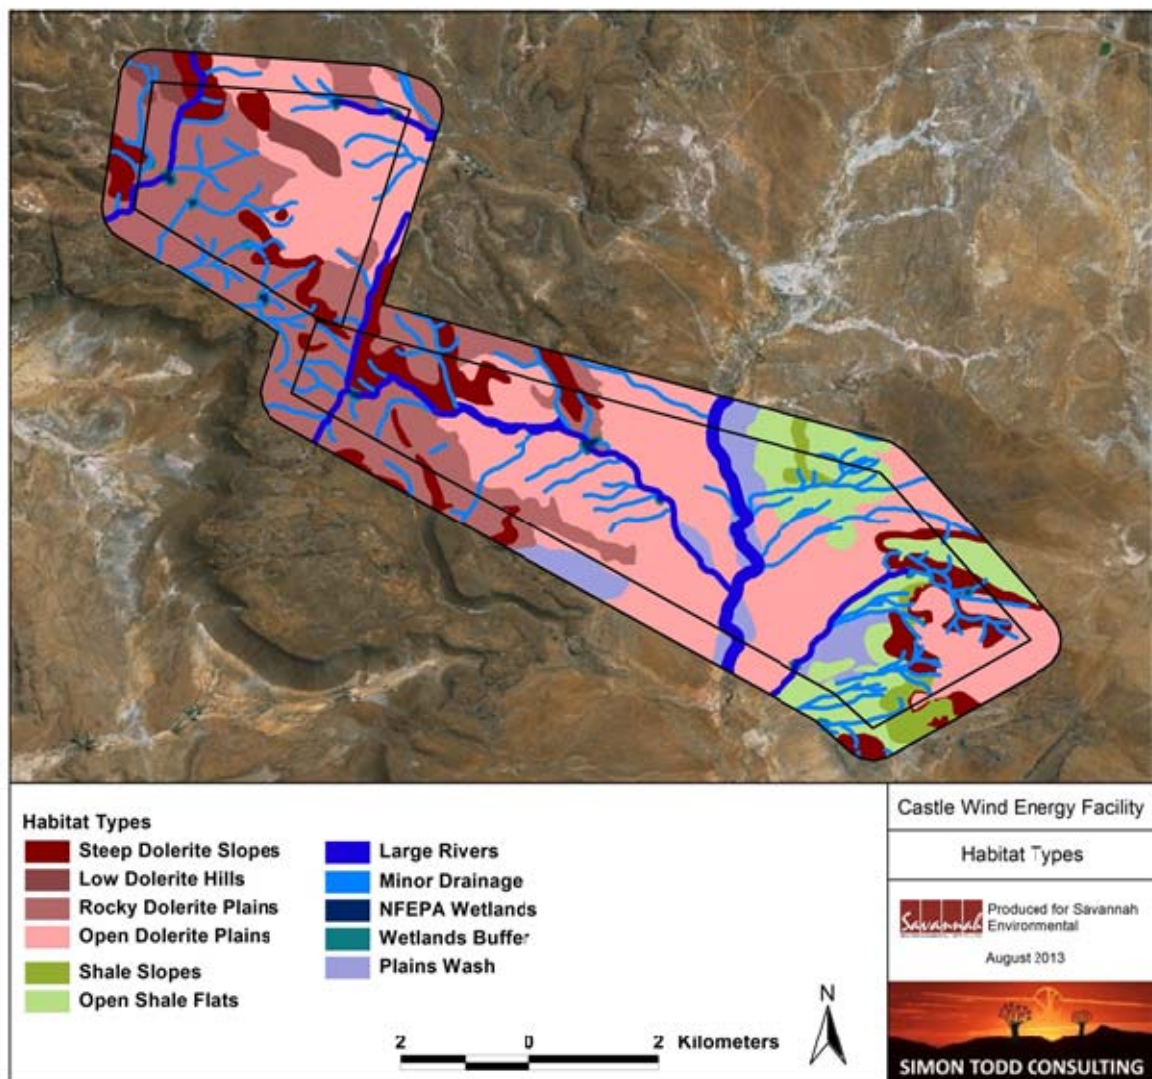 Habitat Types
Steep Dolerite Slopes
Low Dolerite Hills
Rocky Dolerite Plains
Open Dolerite Plains
Shale Slopes
Open Shale Flats
Large Rivers
Minor Drainage
NFEPA Wetlands
Wetlands Buffer
Plains Wash
2 0 2 Kilometers
N
Castle Wind Energy Facility
Habitat Types
Savannah
Produced for Savannah
Environmental
August 2013
SIMON TODD CONSULTING